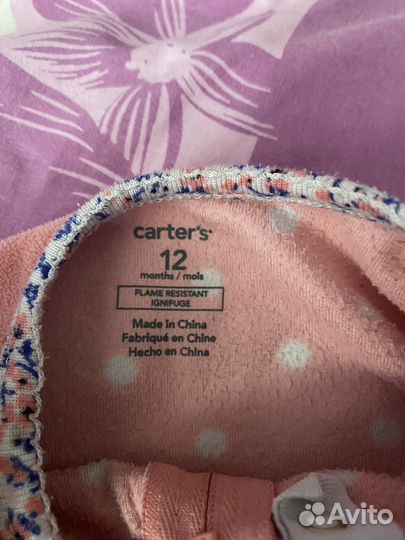 carter's
12
months / mois
FLAME RESISTANT
IGNIFUGE
Made in China
Fabriqué en Chine
Hecho en China
Avito